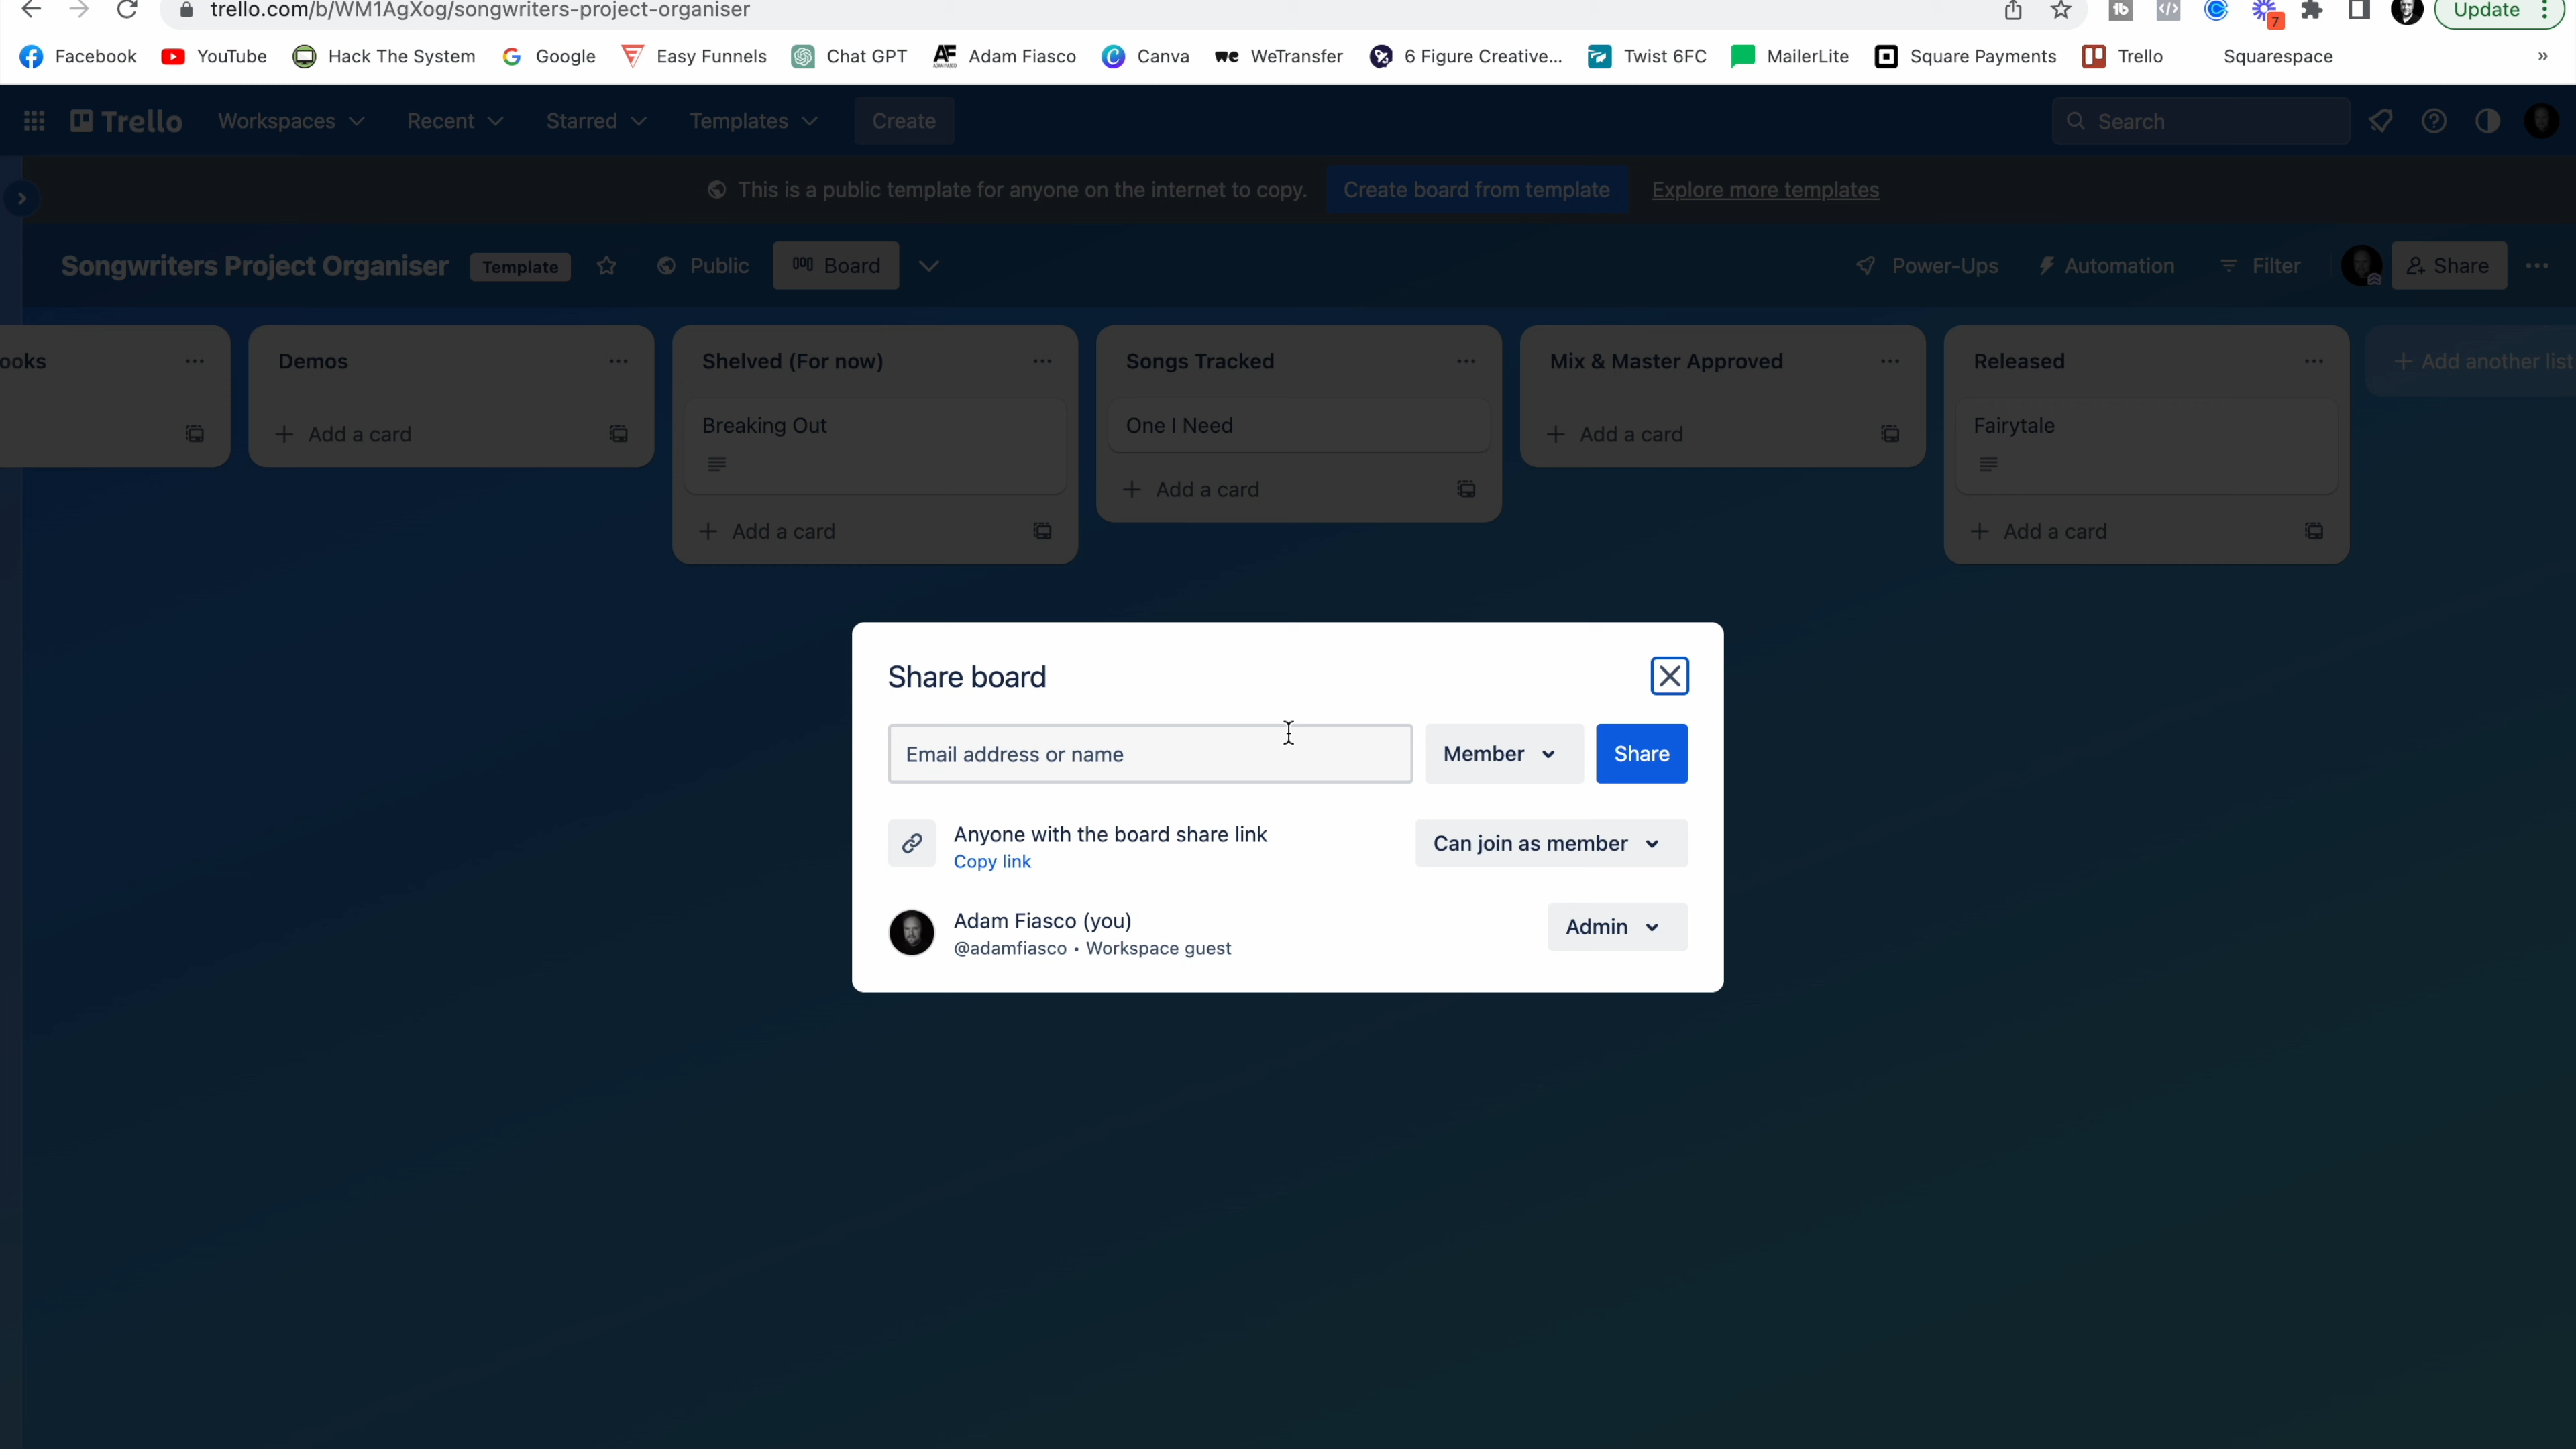 trello.com/b/WM1AgXog/songwriters-project-organiser
Update
7
Facebook YouTube Hack The System Google Easy Funnels Chat GPT Adam Fiasco Canva WeTransfer 6 Figure Creative... Twist 6FC MailerLite Square Payments Trello Squarespace »
Trello Workspaces Recent Starred Templates Create Search
This is a public template for anyone on the internet to copy. Create board from template Explore more templates
Songwriters Project Organiser Template Public Board Power-Ups Automation Filter Share
ooks Demos Shelved (For now) Songs Tracked Mix & Master Approved Released + Add another list
Breaking Out One I Need Fairytale
+ Add a card + Add a card
+ Add a card
+ Add a card + Add a card
Share board
Email address or name Member Share
Anyone with the board share link Can join as member
Copy link
Adam Fiasco (you) Admin
@adamfiasco • Workspace guest